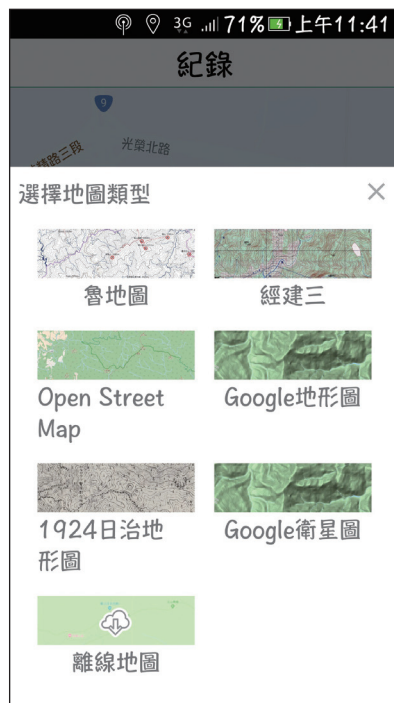 3G 71% 上午11:41
紀錄
9
光榮北路
路三段
選擇地圖類型 ×
魯地圖 經建三
Open Street
Map
Google地形圖
1924日治地
形圖
Google衛星圖
離線地圖